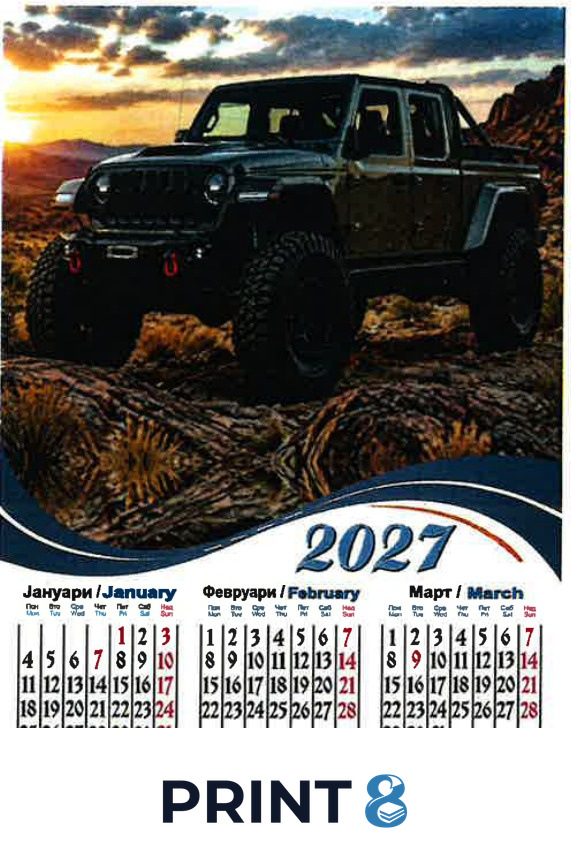 2027
Јануари / January Февруари / February Март / March
Пон Вто Сре Чет Пет Саб Нед Пон Вто Сре Чет Пет Саб Нед Пон Вто Сре Чет Пет Саб Нед
Mon Tue Wed Thu Fri Sat Sun Mon Tue Wed Thu Fri Sat Sun Mon Tue Wed Thu Fri Sat Sun
1 2 3 1 2 3 4 5 6 7 1 2 3 4 5 6 7
4 5 6 7 8 9 10 8 9 10 11 12 13 14 8 9 10 11 12 13 14
11 12 13 14 15 16 17 15 16 17 18 19 20 21 15 16 17 18 19 20 21
18 19 20 21 22 23 24 22 23 24 25 26 27 28 22 23 24 25 26 27 28
PRINT 8